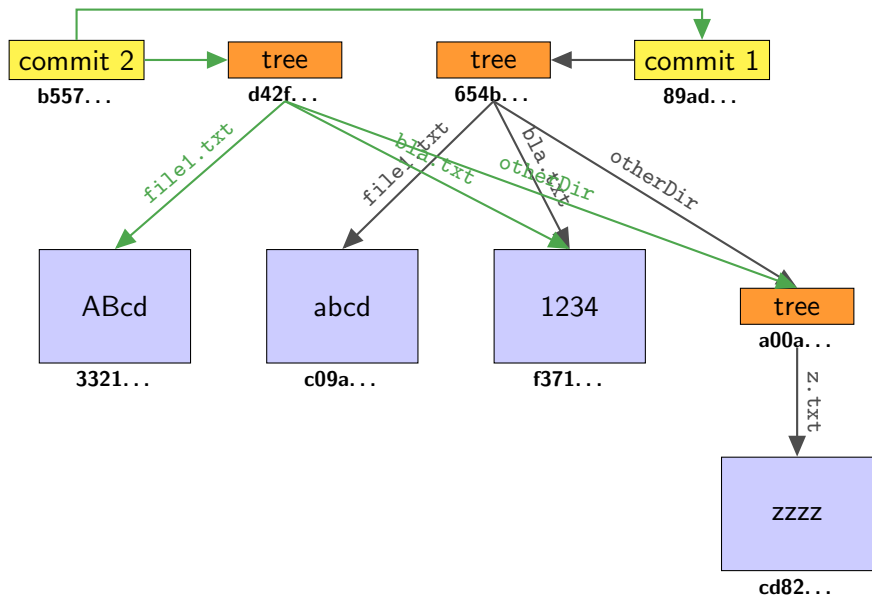 commit 2
tree
tree
commit 1
b557...
d42f...
654b...
89ad...
file1.txt
bla.txt
otherDir
file1.txt
bla.txt
otherDir
ABcd
abcd
1234
tree
3321...
c09a...
f371...
a00a...
z.txt
zzzz
cd82...